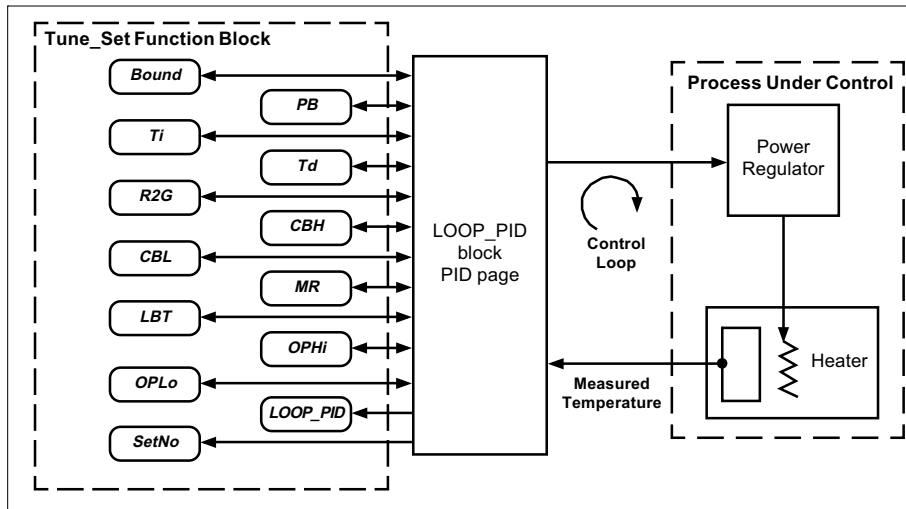 Tune_Set Function Block
Bound
PB
Ti
Td
R2G
CBH
CBL
MR
LBT
OPHi
OPLo
LOOP_PID
SetNo
LOOP_PID
block
PID page
Control
Loop
Measured
Temperature
Process Under Control
Power
Regulator
Heater